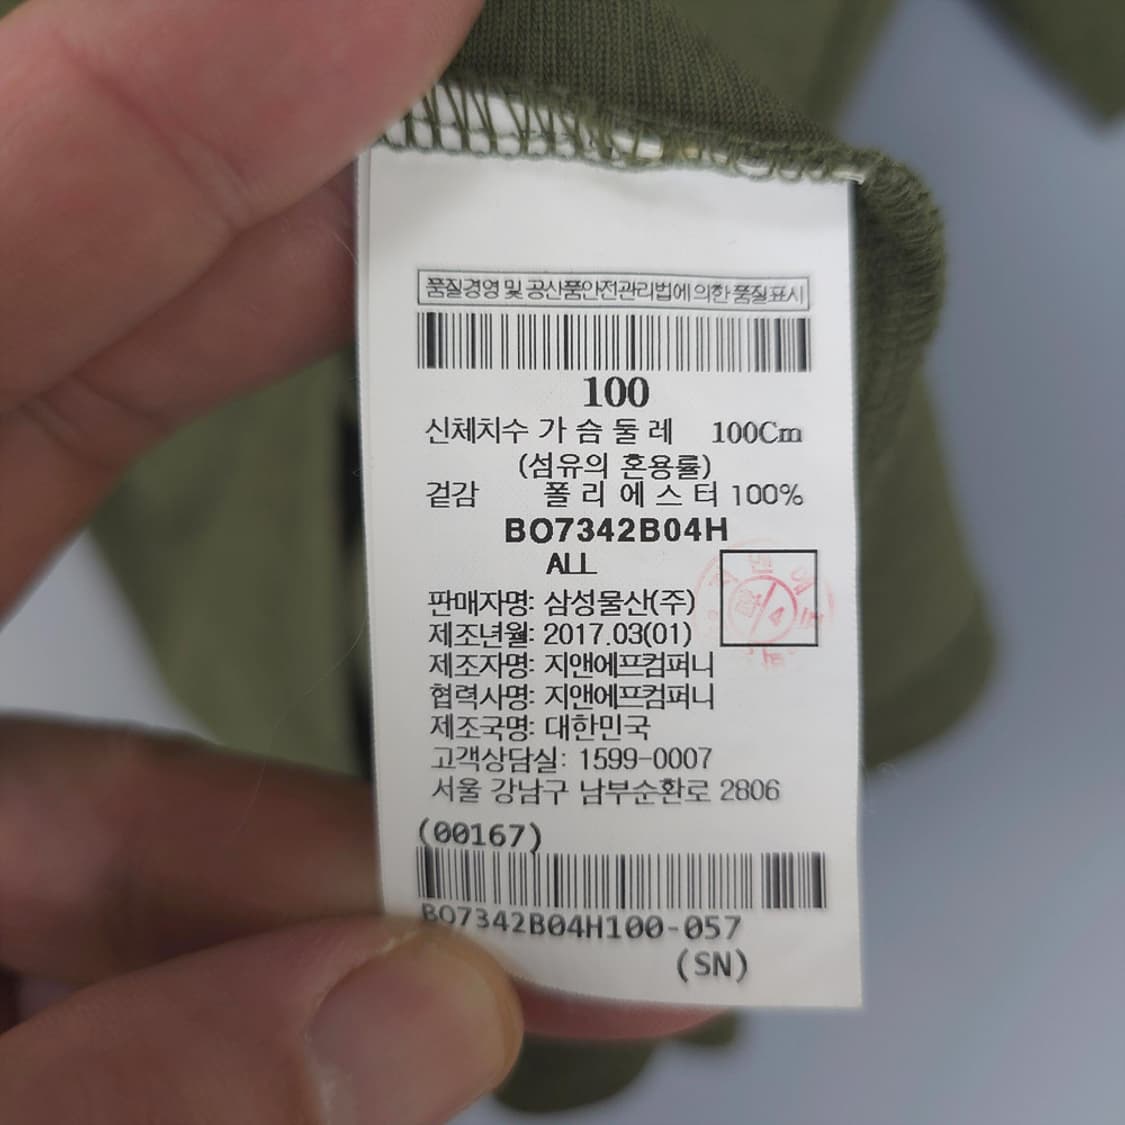 품질경영 및 공산품안전관리법에 의한 품질표시
100
신체치수 가 슴 둘 레 100Cm
(섬유의 혼용률)
겉감 폴 리 에 스 터 100%
BO7342B04H
ALL
판매자명: 삼성물산(주)
제조년월: 2017.03(01)
제조자명: 지앤에프컴퍼니
협력사명: 지앤에프컴퍼니
제조국명: 대한민국
고객상담실: 1599-0007
서울 강남구 남부순환로 2806
(00167)
BO7342B04H100-057
(SN)